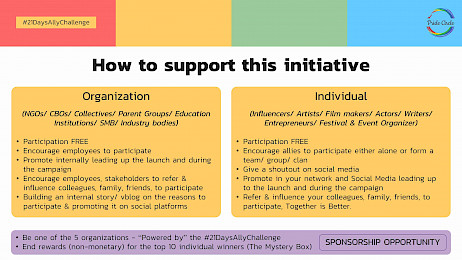 #21DaysAllyChallenge
Pride Circle
How to support this initiative
Organization
(NGOs/ CBOs/ Collectives/ Parent Groups/ Education
Institutions/ SMB/ Industry bodies)
• Participation FREE
• Encourage employees to participate
• Promote internally leading up the launch and during
the campaign
• Encourage employees, stakeholders to refer &
influence colleagues, family, friends, to participate
• Building an internal story/ vblog on the reasons to
participate & promoting it on social platforms
Individual
(Influencers/ Artists/ Film makers/ Actors/ Writers/
Entrepreneurs/ Festival & Event Organizer)
• Participation FREE
• Encourage allies to participate either alone or form a
team/ group/ clan
• Give a shoutout on social media
• Promote in your network and Social Media leading up
to the launch and during the campaign
• Refer & influence your colleagues, family, friends, to
participate, Together is Better.
• Be one of the 5 organizations – "Powered by" the #21DaysAllyChallenge
• End rewards (non-monetary) for the top 10 individual winners (The Mystery Box)
SPONSORSHIP OPPORTUNITY